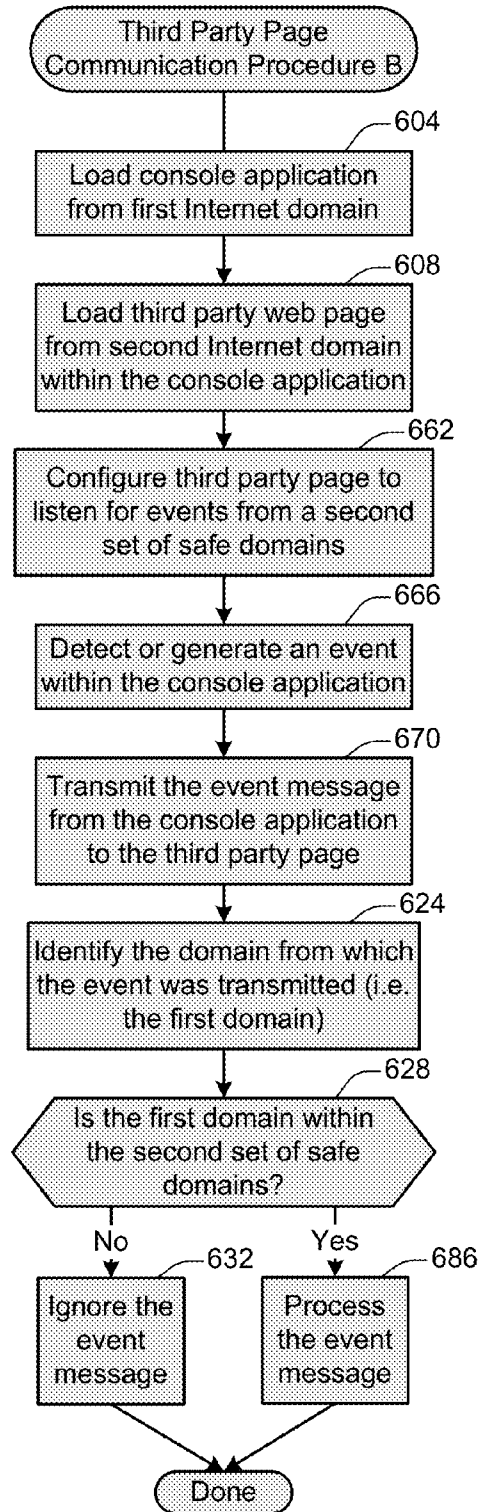 Third Party Page
Communication Procedure B
604
Load console application
from first Internet domain
608
Load third party web page
from second Internet domain
within the console application
662
Configure third party page to
listen for events from a second
set of safe domains
666
Detect or generate an event
within the console application
670
Transmit the event message
from the console application
to the third party page
624
Identify the domain from which
the event was transmitted (i.e.
the first domain)
628
Is the first domain within
the second set of safe
domains?
No
Yes
632
686
Ignore the
event
message
Process
the event
message
Done